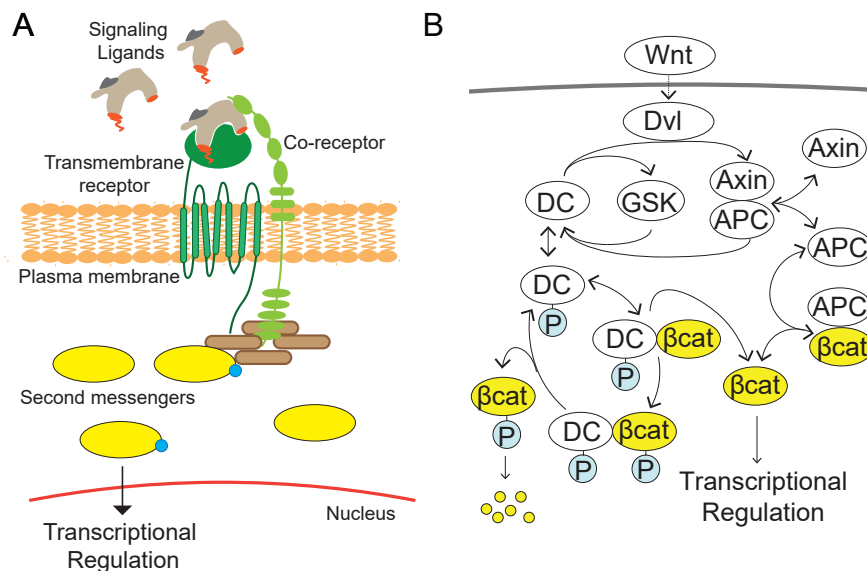 A
Signaling
Ligands
Co-receptor
Transmembrane
receptor
Plasma membrane
Second messengers
Nucleus
Transcriptional
Regulation
B
Wnt
Dvl
Axin
Axin
DC
GSK
APC
APC
DC
P
APC
DC
βcat
βcat
P
βcat
βcat
P
DC
βcat
P
P
Transcriptional
Regulation